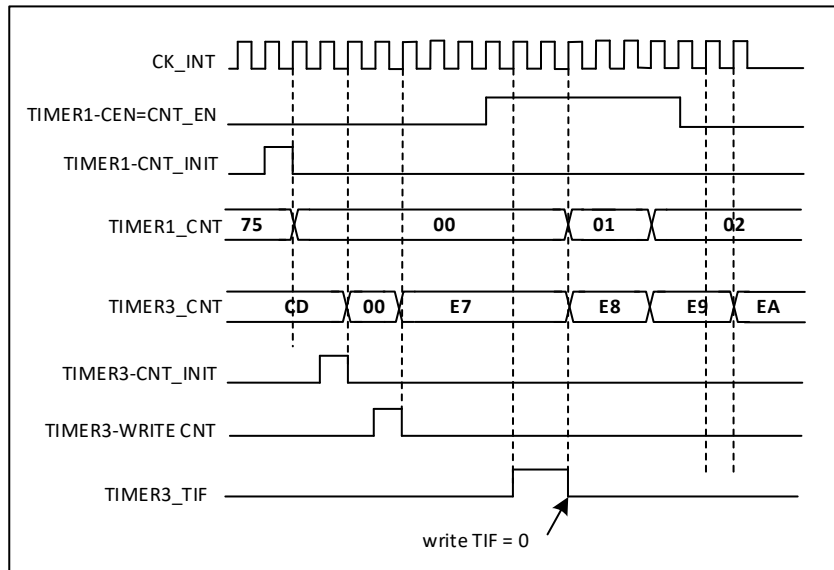 CK_INT
TIMER1-CEN=CNT_EN
TIMER1-CNT_INIT
TIMER1_CNT 75 00 01 02
TIMER3_CNT CD 00 E7 E8 E9 EA
TIMER3-CNT_INIT
TIMER3-WRITE CNT
TIMER3_TIF
write TIF = 0